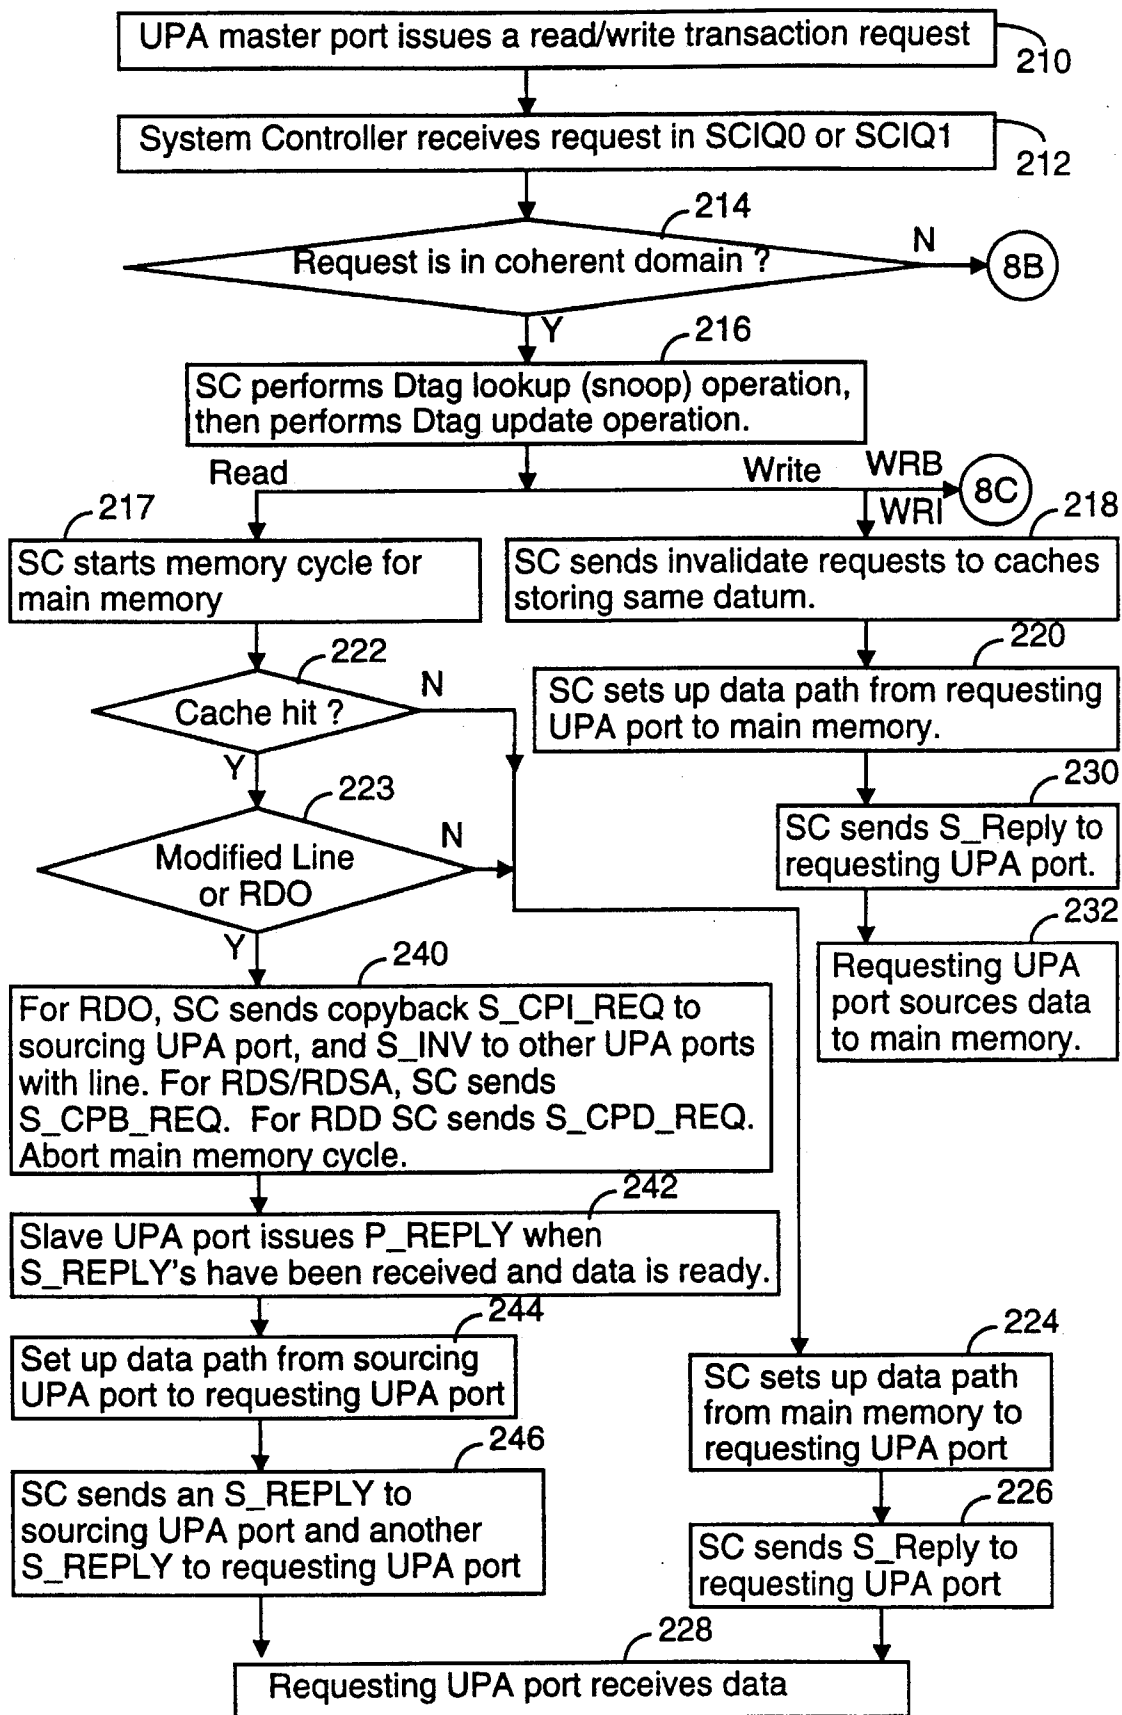 UPA master port issues a read/write transaction request
210
System Controller receives request in SCIQ0 or SCIQ1
212
214
Request is in coherent domain ?
N
8B
Y
216
SC performs Dtag lookup (snoop) operation,
then performs Dtag update operation.
Read
Write
WRB
8C
WRI
217
SC starts memory cycle for
main memory
218
SC sends invalidate requests to caches
storing same datum.
222
Cache hit ?
N
Y
220
SC sets up data path from requesting
UPA port to main memory.
223
Modified Line
or RDO
N
Y
230
SC sends S_Reply to
requesting UPA port.
232
Requesting UPA
port sources data
to main memory.
240
For RDO, SC sends copyback S_CPI_REQ to
sourcing UPA port, and S_INV to other UPA ports
with line. For RDS/RDSA, SC sends
S_CPB_REQ.  For RDD SC sends S_CPD_REQ.
Abort main memory cycle.
242
Slave UPA port issues P_REPLY when
S_REPLY's have been received and data is ready.
244
Set up data path from sourcing
UPA port to requesting UPA port
224
SC sets up data path
from main memory to
requesting UPA port
246
SC sends an S_REPLY to
sourcing UPA port and another
S_REPLY to requesting UPA port
226
SC sends S_Reply to
requesting UPA port
228
Requesting UPA port receives data